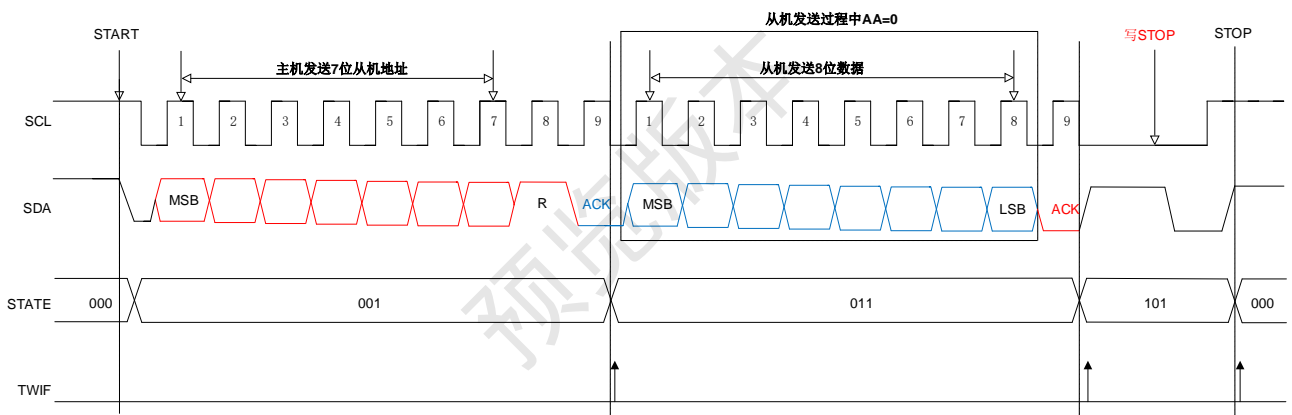 从机发送过程中AA=0
START
写STOP
STOP
主机发送7位从机地址
从机发送8位数据
SCL
1 2 3 4 5 6 7 8 9 1 2 3 4 5 6 7 8 9
SDA
MSB R ACK MSB LSB ACK
STATE 000 001 011 101 000
TWIF
预览版本